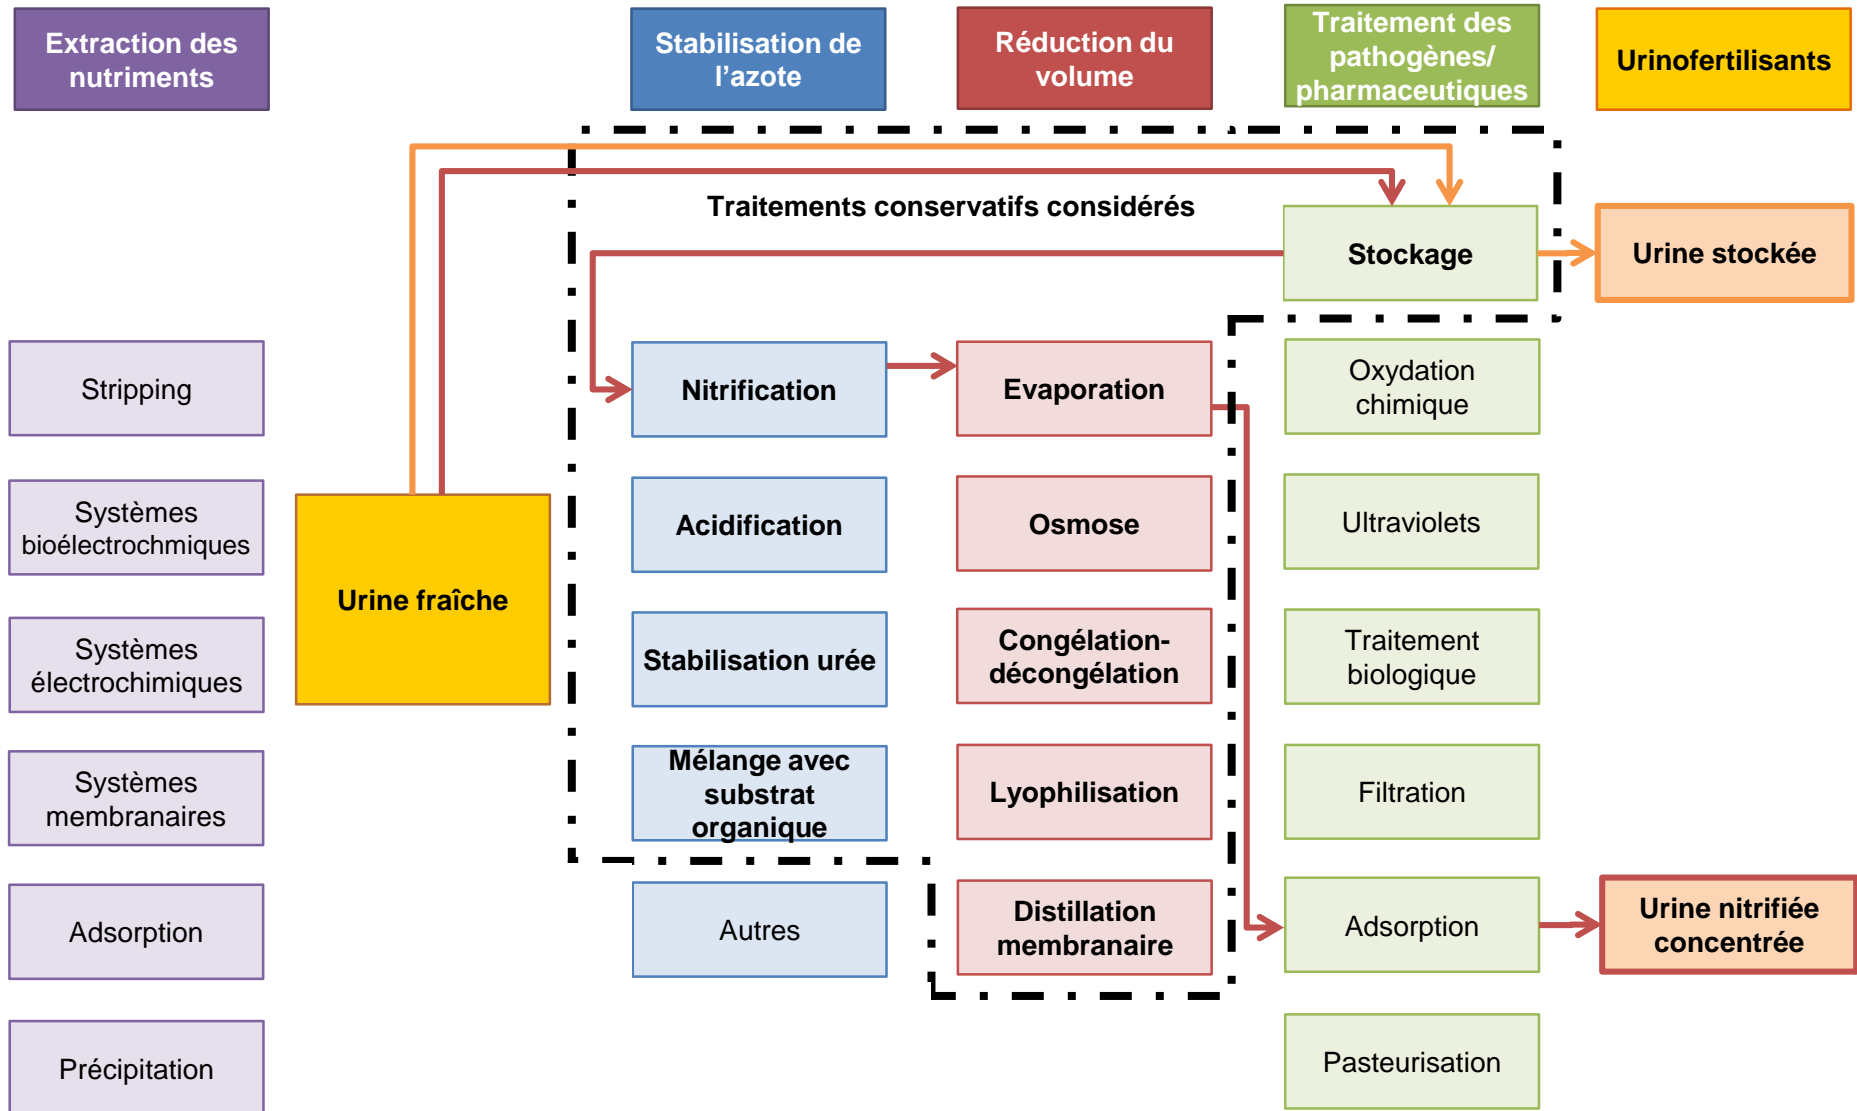 Extraction des
nutriments
Stabilisation de
l’azote
Réduction du
volume
Traitement des
pathogènes/
pharmaceutiques
Urinofertilisants
Traitements conservatifs considérés
Stockage
Urine stockée
Stripping
Nitrification
Evaporation
Oxydation
chimique
Systèmes
bioélectrochmiques
Urine fraîche
Acidification
Osmose
Ultraviolets
Systèmes
électrochimiques
Stabilisation urée
Congélation-
décongélation
Traitement
biologique
Systèmes
membranaires
Mélange avec
substrat
organique
Lyophilisation
Filtration
Adsorption
Autres
Distillation
membranaire
Adsorption
Urine nitrifiée
concentrée
Précipitation
Pasteurisation